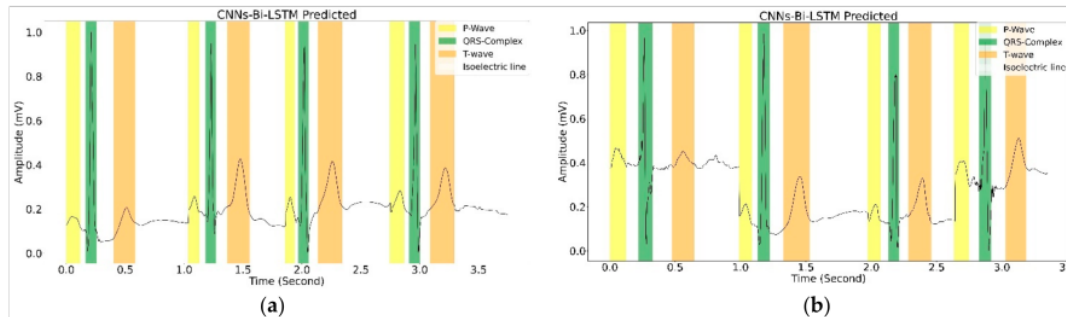 CNNs-Bi-LSTM Predicted
P-Wave
QRS-Complex
T-wave
Isoelectric line
Amplitude (mV)
1.0
0.8
0.6
0.4
0.2
0.0
0.0 0.5 1.0 1.5 2.0 2.5 3.0 3.5
Time (Second)
(a)
CNNs-Bi-LSTM Predicted
P-Wave
QRS-Complex
T-wave
Isoelectric line
Amplitude (mV)
1.0
0.8
0.6
0.4
0.2
0.0
0.0 0.5 1.0 1.5 2.0 2.5 3.0 3.5
Time (Second)
(b)